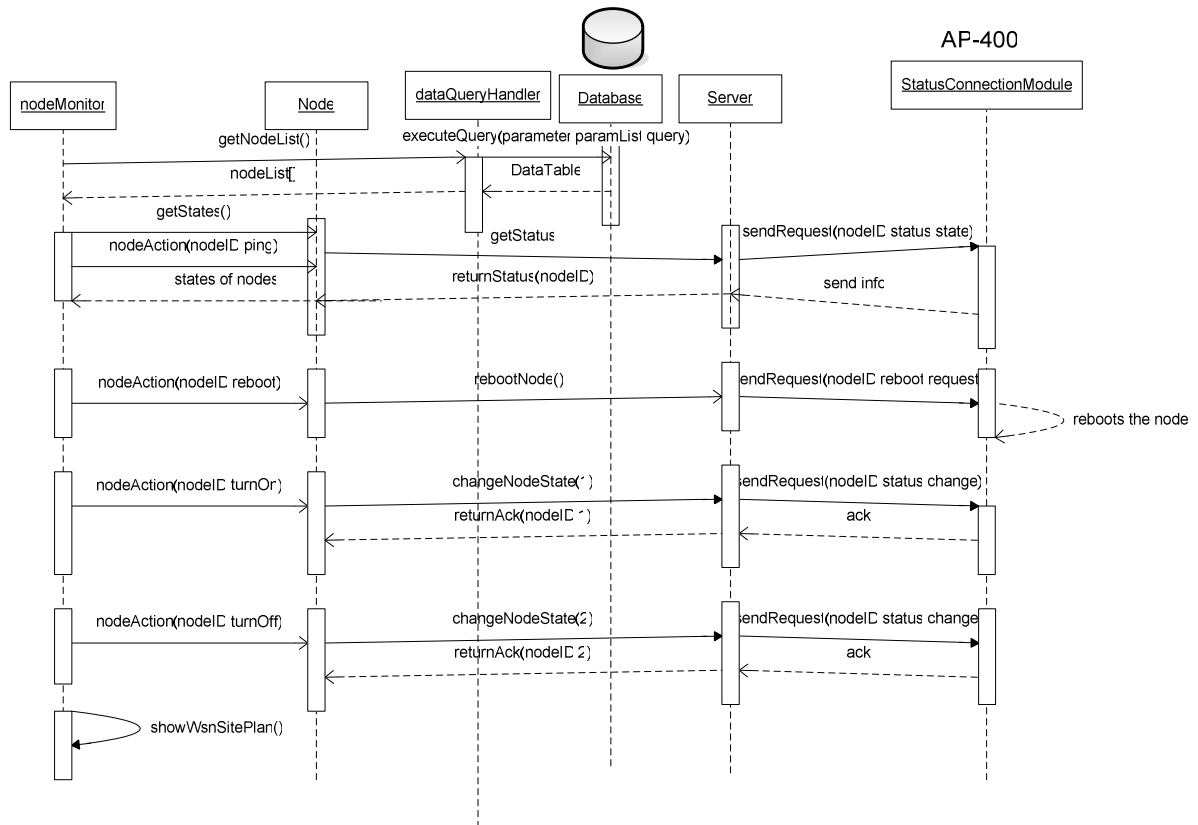 AP-400
nodeMonitor
Node
dataQueryHandler
Database
Server
StatusConnectionModule
getNodeList()
executeQuery(parameter paramList query)
nodeList[
DataTable
getStates()
nodeAction(nodeID ping)
getStatus
sendRequest(nodeID status state)
states of nodes
returnStatus(nodeID)
send info
nodeAction(nodeID reboot)
rebootNode()
endRequest(nodeID reboot request
reboots the node
nodeAction(nodeID turnOn)
changeNodeState(1)
sendRequest(nodeID status change)
returnAck(nodeID 1)
ack
nodeAction(nodeID turnOff)
changeNodeState(2)
endRequest(nodeID status change
returnAck(nodeID 2)
ack
showWsnSitePlan()